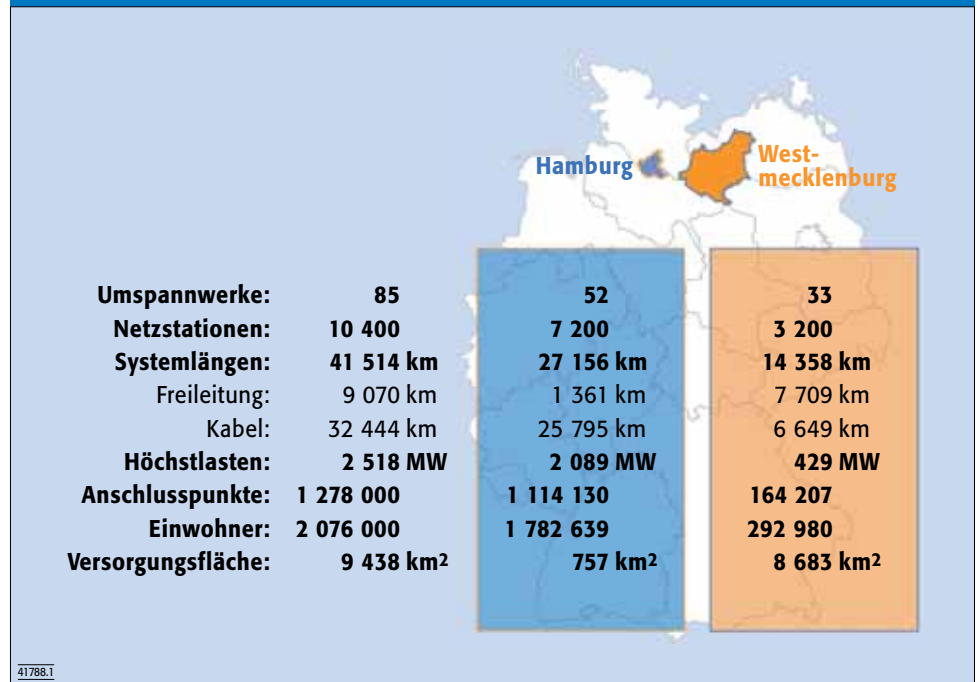 Hamburg
West-
mecklenburg
Umspannwerke: 85 52 33
Netzstationen: 10 400 7 200 3 200
Systemlängen: 41 514 km 27 156 km 14 358 km
Freileitung: 9 070 km 1 361 km 7 709 km
Kabel: 32 444 km 25 795 km 6 649 km
Höchstlasten: 2 518 MW 2 089 MW 429 MW
Anschlusspunkte: 1 278 000 1 114 130 164 207
Einwohner: 2 076 000 1 782 639 292 980
Versorgungsfläche: 9 438 km2 757 km2 8 683 km2
41788.1